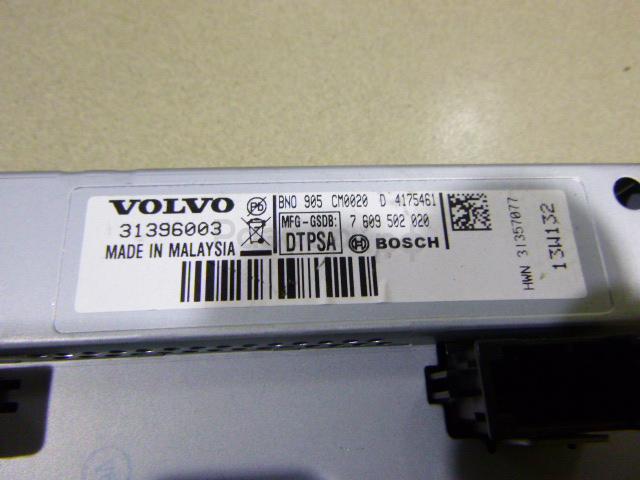 VOLVO
31396003
MADE IN MALAYSIA
Pb
BNO 905 CM0020 D 4175461
MFG-GSDB:
DTPSA
7 609 502 020
BOSCH
HWN 31357077
13W132